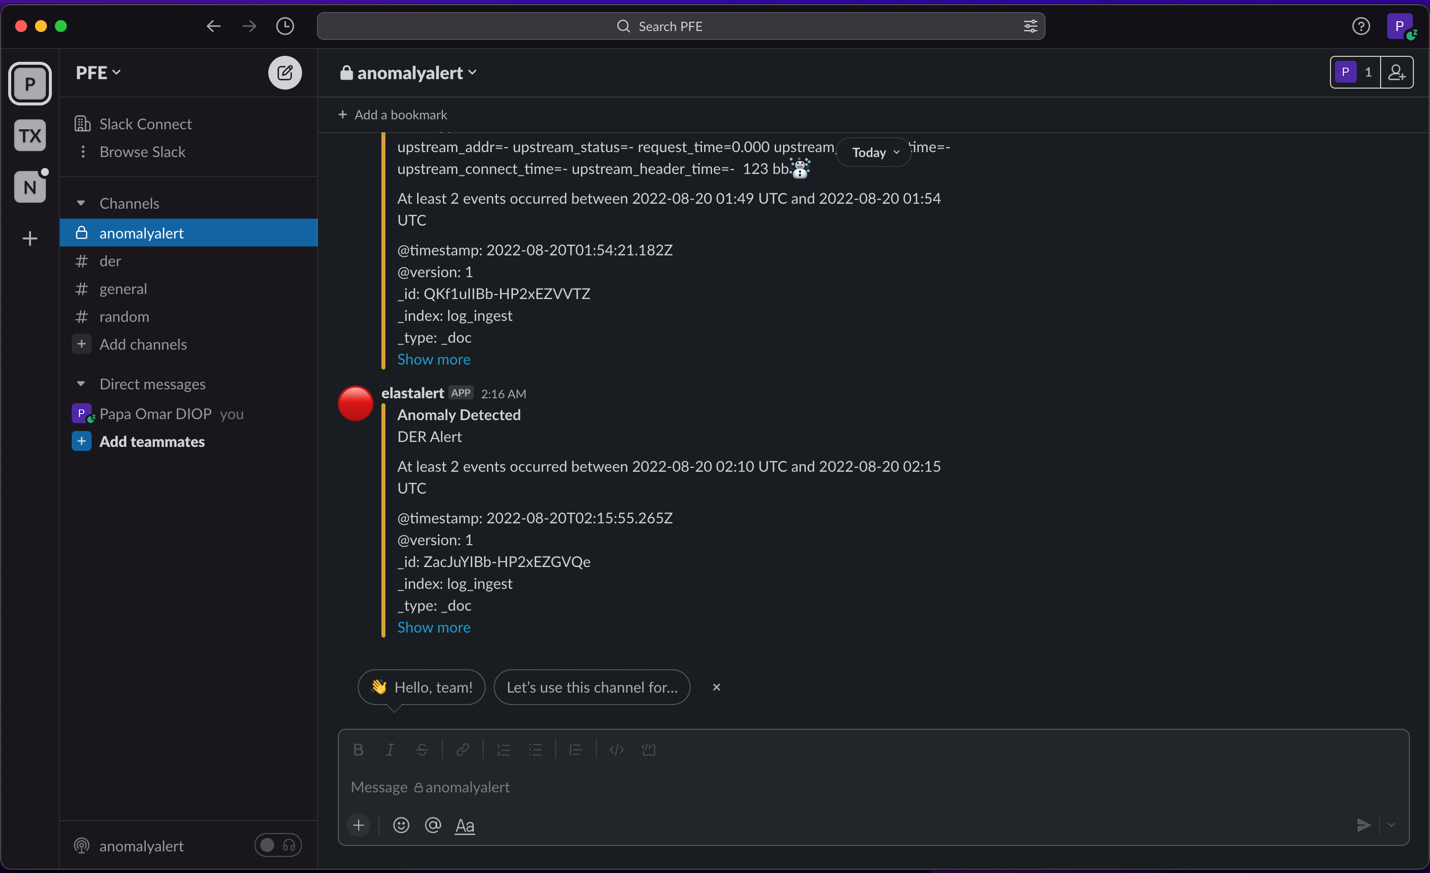 Search PFE
P
P
TX
N
PFE
Slack Connect
Browse Slack
Channels
anomalyalert
der
general
random
Add channels
Direct messages
P Papa Omar DIOP you
Add teammates
anomalyalert
anomalyalert
P 1
+ Add a bookmark
Today
upstream_addr=- upstream_status=- request_time=0.000 upstream_ time=-
upstream_connect_time=- upstream_header_time=- 123 bb
At least 2 events occurred between 2022-08-20 01:49 UTC and 2022-08-20 01:54
UTC
@timestamp: 2022-08-20T01:54:21.182Z
@version: 1
_id: QKf1uIIBb-HP2xEZVVTZ
_index: log_ingest
_type: _doc
Show more
elastalert APP 2:16 AM
Anomaly Detected
DER Alert
At least 2 events occurred between 2022-08-20 02:10 UTC and 2022-08-20 02:15
UTC
@timestamp: 2022-08-20T02:15:55.265Z
@version: 1
_id: ZacJuYIBb-HP2xEZGVQe
_index: log_ingest
_type: _doc
Show more
👋 Hello, team!
Let's use this channel for...
B I S
Message anomalyalert
@ Aa